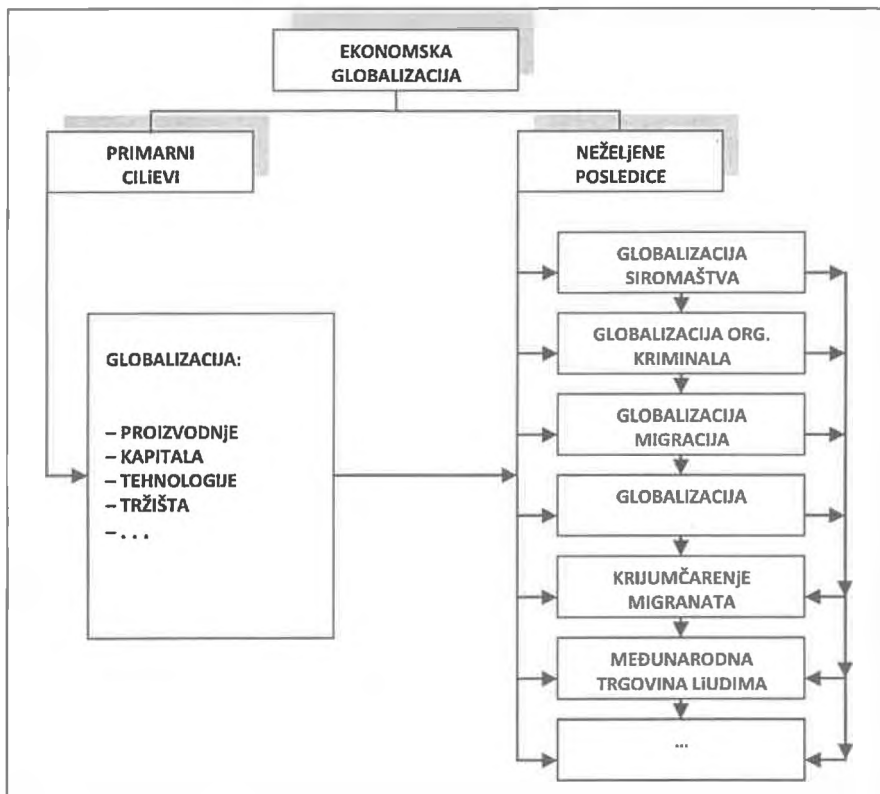 EKONOMSKA
GLOBALIZACIJA
PRIMARNI
CILjEVI
NEŽELjENE
POSLEDICE
GLOBALIZACIJA:
– PROIZVODNjE
– KAPITALA
– TEHNOLOGIJE
– TRŽIŠTA
– . . .
GLOBALIZACIJA
SIROMAŠTVA
GLOBALIZACIJA ORG.
KRIMINALA
GLOBALIZACIJA
MIGRACIJA
GLOBALIZACIJA
KRIJUMČARENjE
MIGRANATA
MEĐUNARODNA
TRGOVINA LjUDIMA
...